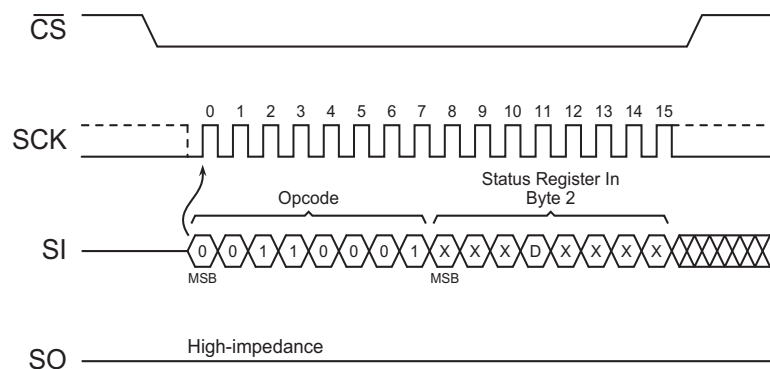 CS
0 1 2 3 4 5 6 7 8 9 10 11 12 13 14 15
SCK
Status Register In
Byte 2
Opcode
SI
0 0 1 1 0 0 0 1 X X X D X X X X
MSB MSB
High-impedance
SO